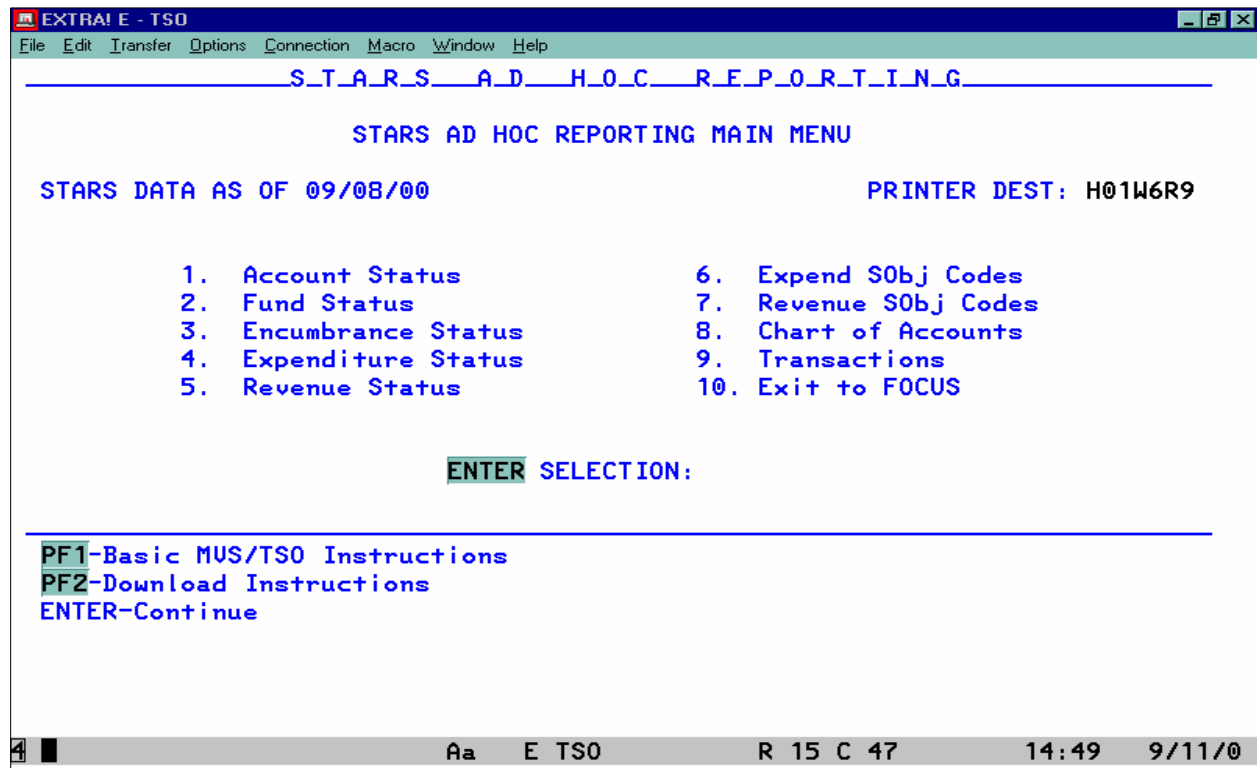 EXTRA! E - TSO
File Edit Transfer Options Connection Macro Window Help
S_T_A_R_S___A_D___H_O_C___R_E_P_O_R_T_I_N_G
STARS AD HOC REPORTING MAIN MENU
STARS DATA AS OF 09/08/00 PRINTER DEST: H01W6R9
1. Account Status 6. Expend SObj Codes
2. Fund Status 7. Revenue SObj Codes
3. Encumbrance Status 8. Chart of Accounts
4. Expenditure Status 9. Transactions
5. Revenue Status 10. Exit to FOCUS
ENTER SELECTION:
PF1-Basic MVS/TSO Instructions
PF2-Download Instructions
ENTER-Continue
4 Aa E TSO R 15 C 47 14:49 9/11/0